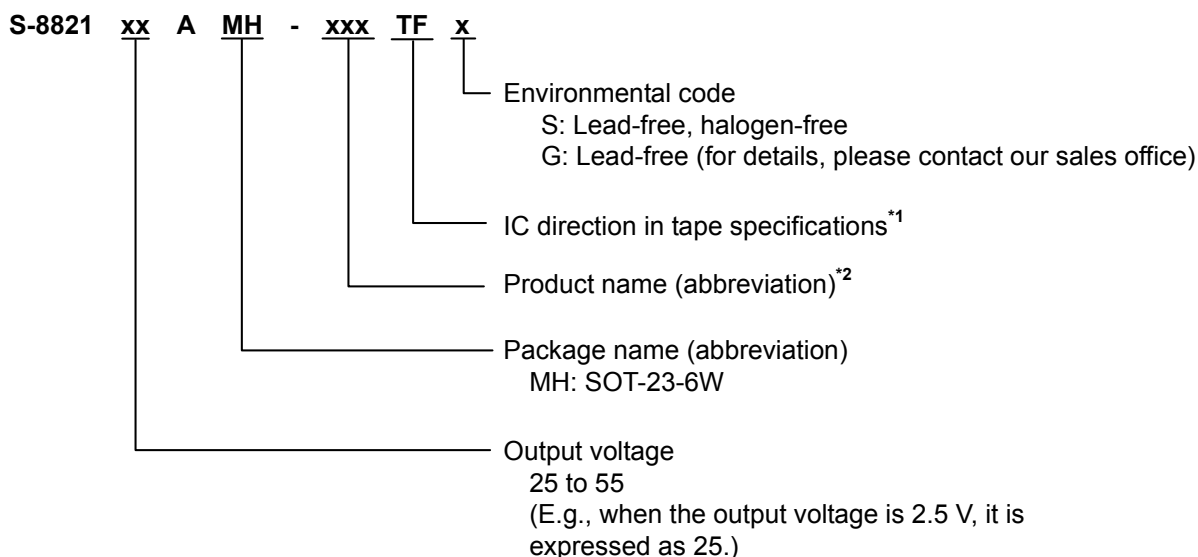 S-8821 xx A MH - xxx TF x
Environmental code
S: Lead-free, halogen-free
G: Lead-free (for details, please contact our sales office)
IC direction in tape specifications*1
Product name (abbreviation)*2
Package name (abbreviation)
MH: SOT-23-6W
Output voltage
25 to 55
(E.g., when the output voltage is 2.5 V, it is
expressed as 25.)